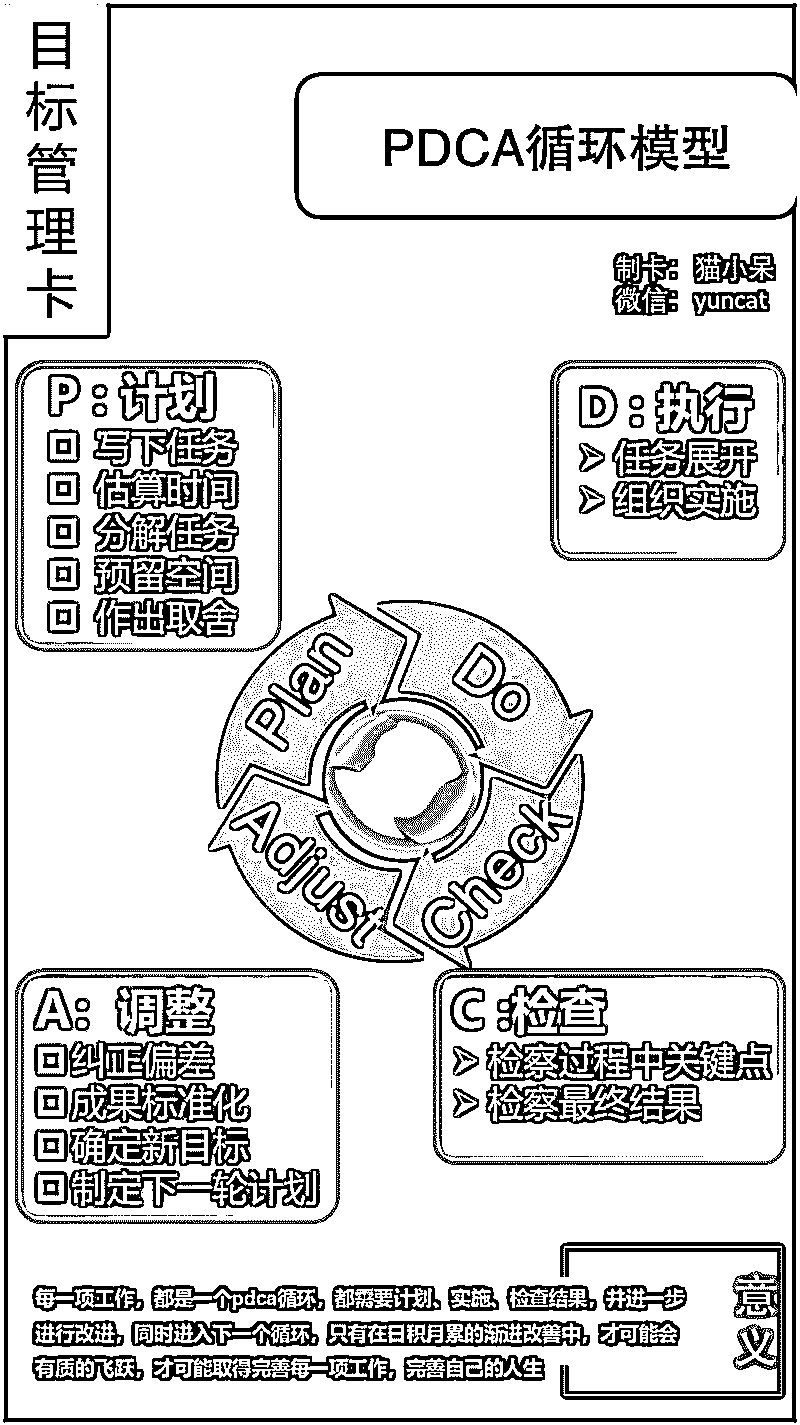 目标管理卡
PDCA循环模型
制卡：猫小呆
微信：yuncat
P：计划
写下任务
估算时间
分解任务
预留空间
作出取舍
D：执行
任务展开
组织实施
Plan
Do
Check
Adjust
A：调整
纠正偏差
成果标准化
确定新目标
制定下一轮计划
C:检查
检察过程中关键点
检察最终结果
意义
每一项工作，都是一个pdca循环，都需要计划、实施、检查结果，并进一步
进行改进，同时进入下一个循环，只有在日积月累的渐进改善中，才可能会
有质的飞跃，才可能取得完善每一项工作，完善自己的人生